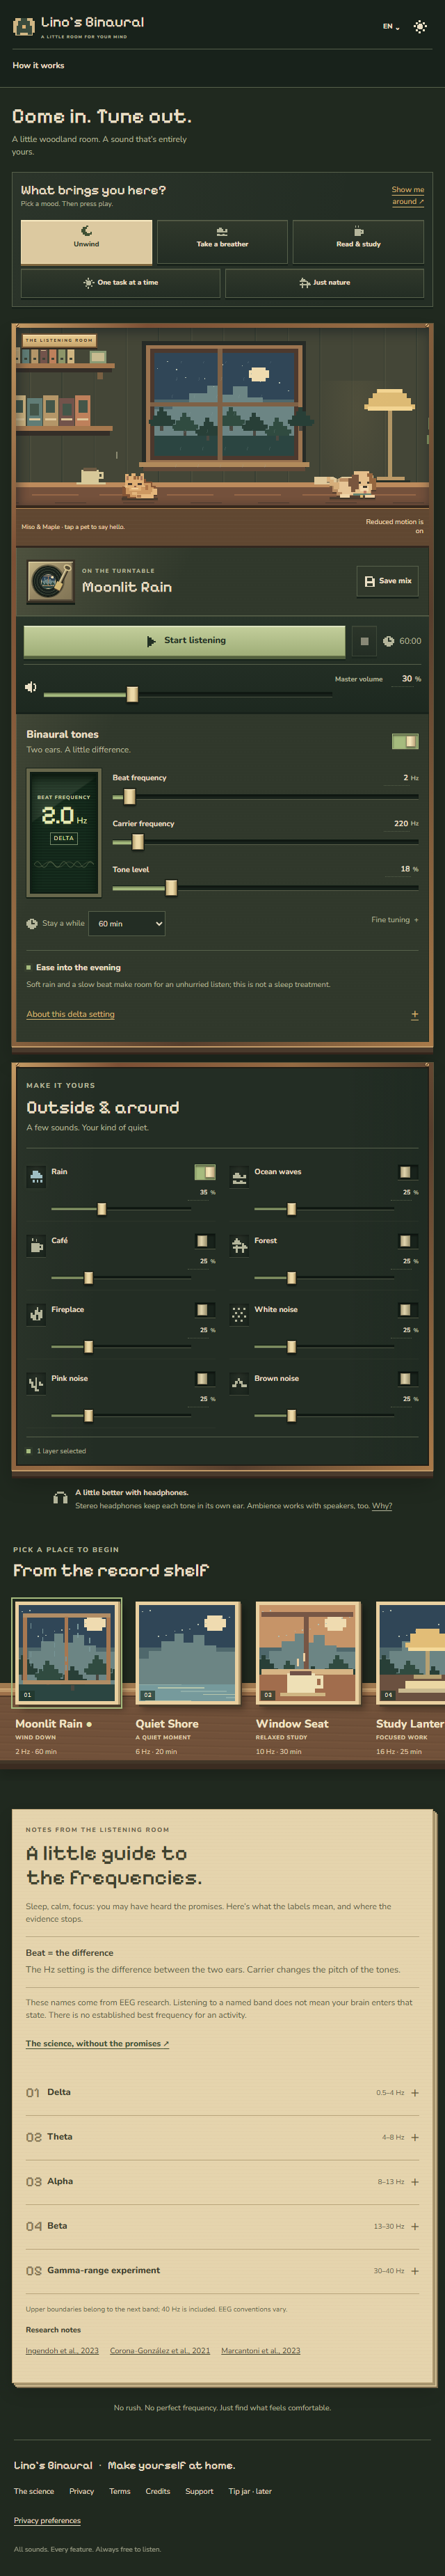 Lino's Binaural
A LITTLE ROOM FOR YOUR MIND
EN
How it works
Come in. Tune out.
A little woodland room. A sound that's entirely
yours.
What brings you here?
Pick a mood. Then press play.
Show me
around ↗
Unwind
Take a breather
Read & study
One task at a time
Just nature
THE LISTENING ROOM
Miso & Maple · tap a pet to say hello.
Reduced motion is
on
ON THE TURNTABLE
Moonlit Rain
Save mix
Start listening
60:00
Master volume 30 %
Binaural tones
Two ears. A little difference.
BEAT FREQUENCY
2.0 Hz
DELTA
Beat frequency 2 Hz
Carrier frequency 220 Hz
Tone level 18 %
Stay a while 60 min
Fine tuning +
Ease into the evening
Soft rain and a slow beat make room for an unhurried listen; this is not a sleep treatment.
About this delta setting +
MAKE IT YOURS
Outside & around
A few sounds. Your kind of quiet.
Rain
35 %
Ocean waves
25 %
Café
25 %
Forest
25 %
Fireplace
25 %
White noise
25 %
Pink noise
25 %
Brown noise
25 %
1 layer selected
A little better with headphones.
Stereo headphones keep each tone in its own ear. Ambience works with speakers, too. Why?
PICK A PLACE TO BEGIN
From the record shelf
01
Moonlit Rain
WIND DOWN
2 Hz · 60 min
02
Quiet Shore
A QUIET MOMENT
6 Hz · 20 min
03
Window Seat
RELAXED STUDY
10 Hz · 30 min
04
Study Lanter
FOCUSED WORK
16 Hz · 25 min
NOTES FROM THE LISTENING ROOM
A little guide to
the frequencies.
Sleep, calm, focus: you may have heard the promises. Here's what the labels mean, and where the
evidence stops.
Beat = the difference
The Hz setting is the difference between the two ears. Carrier changes the pitch of the tones.
These names come from EEG research. Listening to a named band does not mean your brain enters that
state. There is no established best frequency for an activity.
The science, without the promises ↗
01 Delta 0.5–4 Hz +
02 Theta 4–8 Hz +
03 Alpha 8–13 Hz +
04 Beta 13–30 Hz +
05 Gamma-range experiment 30–40 Hz +
Upper boundaries belong to the next band; 40 Hz is included. EEG conventions vary.
Research notes
Ingendoh et al., 2023 Corona-González et al., 2021 Marcantoni et al., 2023
No rush. No perfect frequency. Just find what feels comfortable.
Lino's Binaural · Make yourself at home.
The science Privacy Terms Credits Support Tip jar · later
Privacy preferences
All sounds. Every feature. Always free to listen.